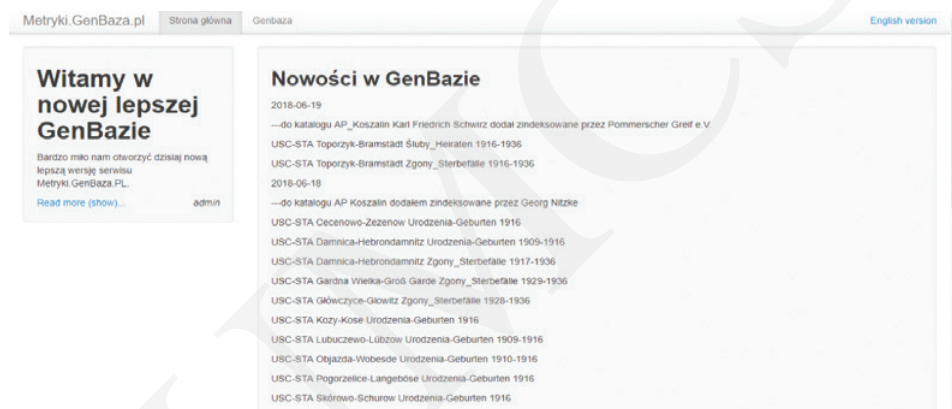 Metryki.GenBaza.pl Strona główna Genbaza English version
Witamy w
nowej lepszej
GenBazie
Bardzo miło nam otworzyć dzisiaj nową
lepszą wersję serwisu
Metryki.GenBaza.PL.
Read more (show)... admin
Nowości w GenBazie
2018-06-19
---do katalogu AP_Koszalin Karl Friedrich Schwirz dodał zindeksowane przez Pommerscher Greif e.V.
USC-STA Toporzyk-Bramstädt Śluby_Heiraten 1916-1936
USC-STA Toporzyk-Bramstädt Zgony_Sterbefälle 1916-1936
2018-06-18
---do katalogu AP Koszalin dodałem zindeksowane przez Georg Nitzke
USC-STA Cecenowo-Zezenow Urodzenia-Geburten 1916
USC-STA Damnica-Hebrondamnitz Urodzenia-Geburten 1909-1916
USC-STA Damnica-Hebrondamnitz Zgony_Sterbefälle 1917-1936
USC-STA Gardna Wielka-Groß Garde Zgony_Sterbefälle 1929-1936
USC-STA Główczyce-Glowitz Zgony_Sterbefälle 1928-1936
USC-STA Kozy-Kose Urodzenia-Geburten 1916
USC-STA Lubuczewo-Lübzow Urodzenia-Geburten 1909-1916
USC-STA Objazda-Wobesde Urodzenia-Geburten 1910-1916
USC-STA Pogorzelice-Langeböse Urodzenia-Geburten 1916
USC-STA Skórowo-Schurow Urodzenia-Geburten 1916